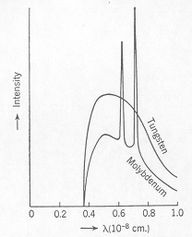 Intensity
Tungsten
Molybdenum
0 0.2 0.4 0.6 0.8 1.0
λ(10⁻⁸ cm.)